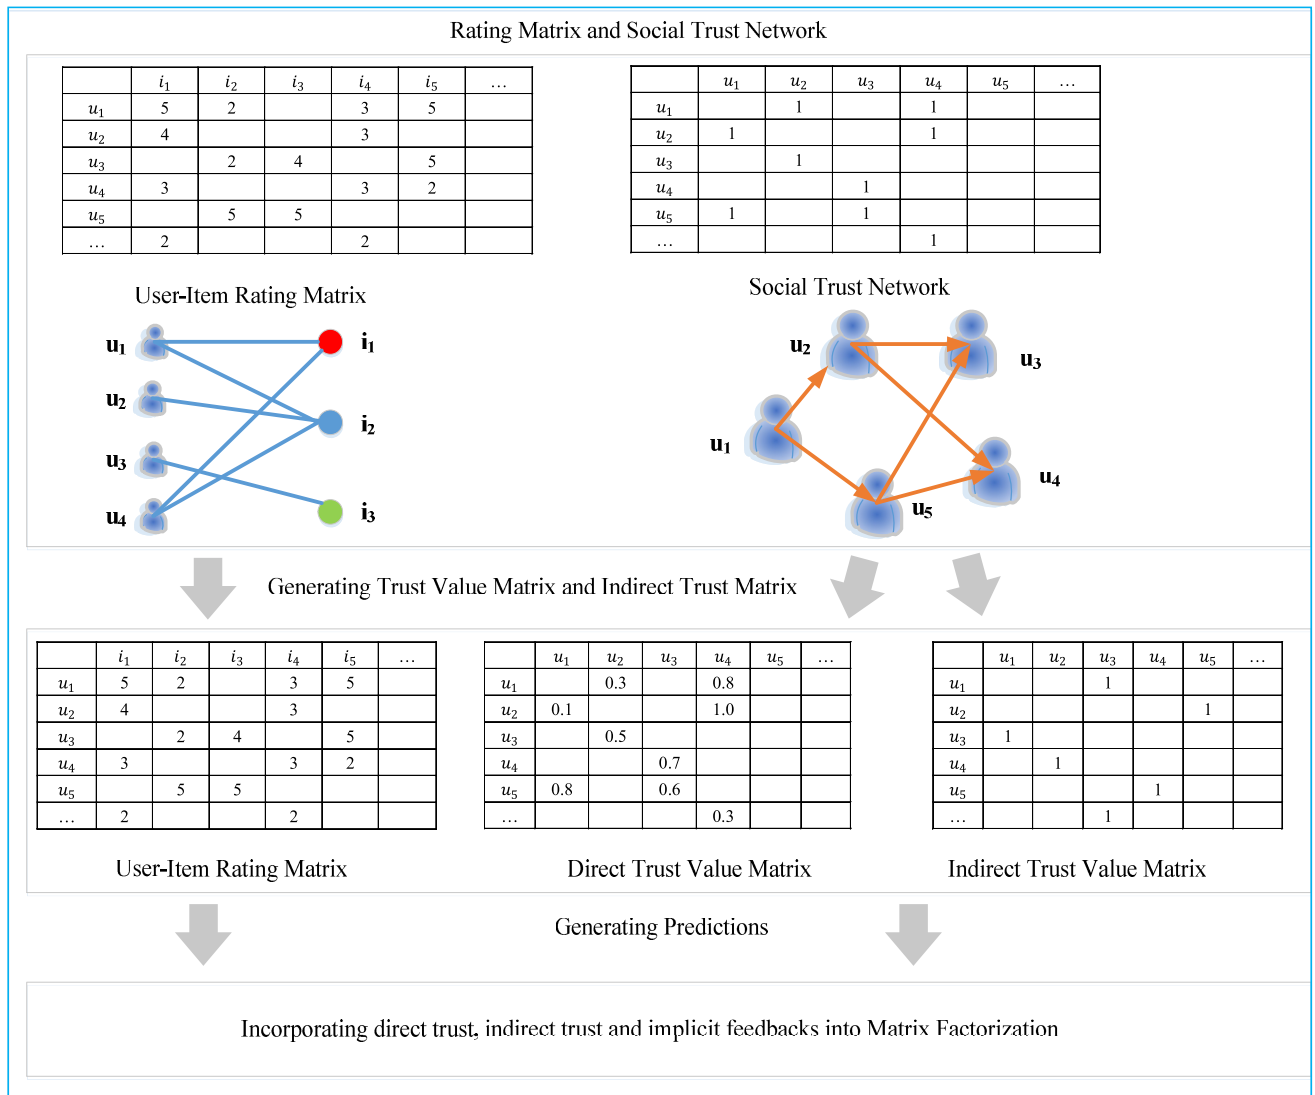 Rating Matrix and Social Trust Network
i₁ i₂ i₃ i₄ i₅ …
u₁ 5 2 3 5
u₂ 4 3
u₃ 2 4 5
u₄ 3 3 2
u₅ 5 5
… 2 2
User-Item Rating Matrix
u₁ u₂ u₃ u₄ u₅ …
u₁ 1 1
u₂ 1 1
u₃ 1
u₄ 1
u₅ 1 1
… 1
Social Trust Network
u₁ i₁
u₂ i₂
u₃
u₄ i₃
u₂ u₃
u₁
u₄
u₅
Generating Trust Value Matrix and Indirect Trust Matrix
i₁ i₂ i₃ i₄ i₅ …
u₁ 5 2 3 5
u₂ 4 3
u₃ 2 4 5
u₄ 3 3 2
u₅ 5 5
… 2 2
User-Item Rating Matrix
u₁ u₂ u₃ u₄ u₅ …
u₁ 0.3 0.8
u₂ 0.1 1.0
u₃ 0.5
u₄ 0.7
u₅ 0.8 0.6
… 0.3
Direct Trust Value Matrix
u₁ u₂ u₃ u₄ u₅ …
u₁ 1
u₂ 1
u₃ 1
u₄ 1
u₅ 1
… 1
Indirect Trust Value Matrix
Generating Predictions
Incorporating direct trust, indirect trust and implicit feedbacks into Matrix Factorization